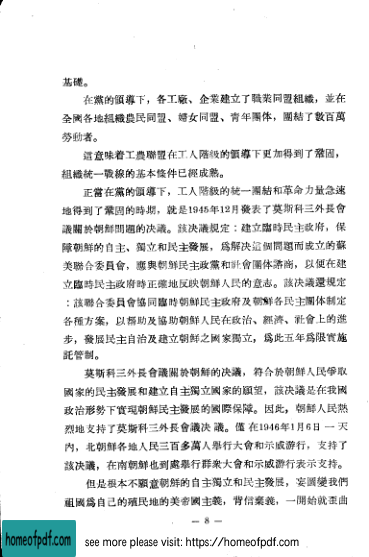 基礎。
在黨的領導下，各工廠、企業建立了職業同盟組織，並在
全國各地組織農民同盟、婦女同盟、青年團体，團結了數百萬
勞動者。
這意味着工農聯盟在工人階級的領導下更加得到了鞏固，
組織統一戰線的基本條件已經成熟。
正當在黨的領導下，工人階級的統一團結和革命力量急速
地得到了鞏固的時期，就是1945年12月發表了莫斯科三外長會
議關於朝鮮問題的決議。該決議規定：建立臨時民主政府，保
障朝鮮的自主、獨立和民主發展，爲解决這個問題而成立的蘇
美聯合委員會，應與朝鮮民主政黨和社會團体諮商，以便在建
立臨時民主政府時正確地反映朝鮮人民的意志。該決議還規定
：該聯合委員會協同臨時朝鮮民主政府及朝鮮各民主團体制定
各種方案，以帮助及協助朝鮮人民在政治、經濟、社會上的進
步，發展民主自治及建立朝鮮之國家獨立，爲此五年爲限實施
託管制。
莫斯科三外長會議關於朝鮮的決議，符合於朝鮮人民爭取
國家的民主發展和建立自主獨立國家的願望，該決議是在我國
政治形勢下實現朝鮮民主發展的國際保障。因此，朝鮮人民熱
烈地支持了莫斯科三外長會議決議。僅在1946年1月6日一天
內，北朝鮮各地人民三百多萬人舉行大會和示威游行，支持了
該決議，在南朝鮮也到處舉行群衆大會和示威游行表示支持。
但是根本不願意朝鮮的自主獨立和民主發展，妄圖變我們
祖國爲自己的殖民地的美帝國主義，背信棄義，一開始就歪曲
— 8 —
homeofpdf.com
see more please visit: https://homeofpdf.com